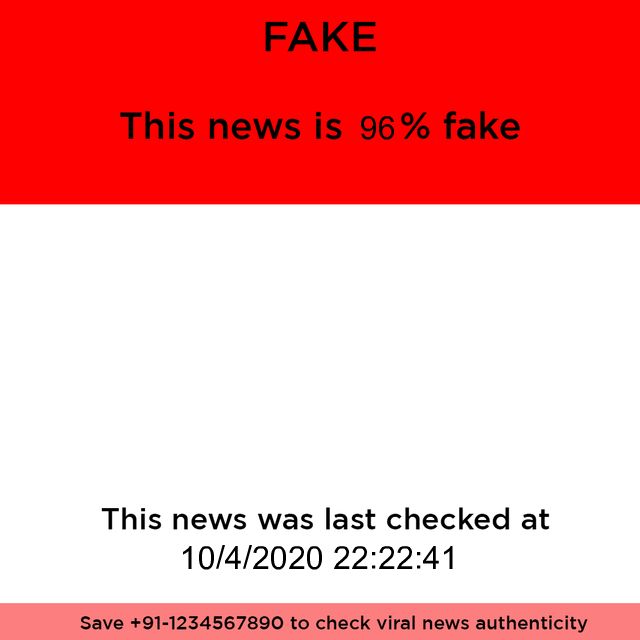 FAKE
This news is 96% fake
This news was last checked at
10/4/2020 22:22:41
Save +91-1234567890 to check viral news authenticity